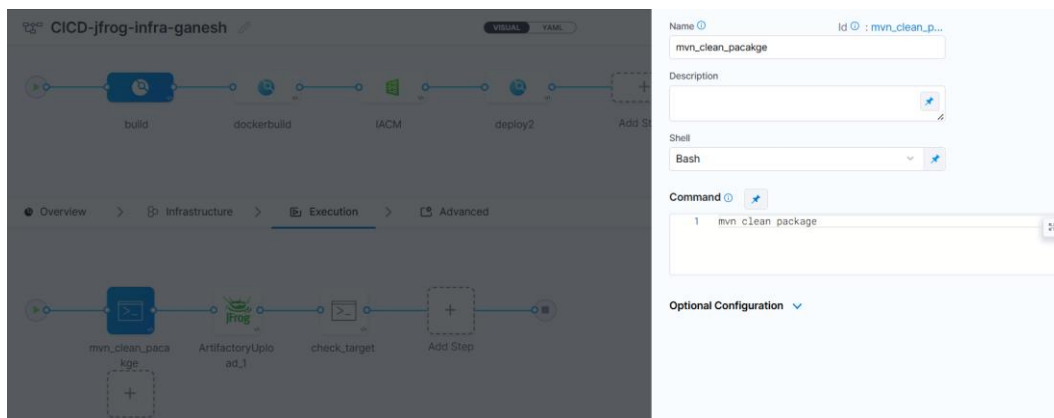 CICD-jfrog-infra-ganesh
VISUAL YAML
build
dockerbuild
IACM
deploy2
Add St
Overview > Infrastructure > Execution > Advanced
JFrog
mvn_clean_paca
kge
ArtifactoryUplo
ad_1
check_target
Add Step
Name
Id : mvn_clean_p...
mvn_clean_pacakge
Description
Shell
Bash
Command
1 mvn clean package
Optional Configuration